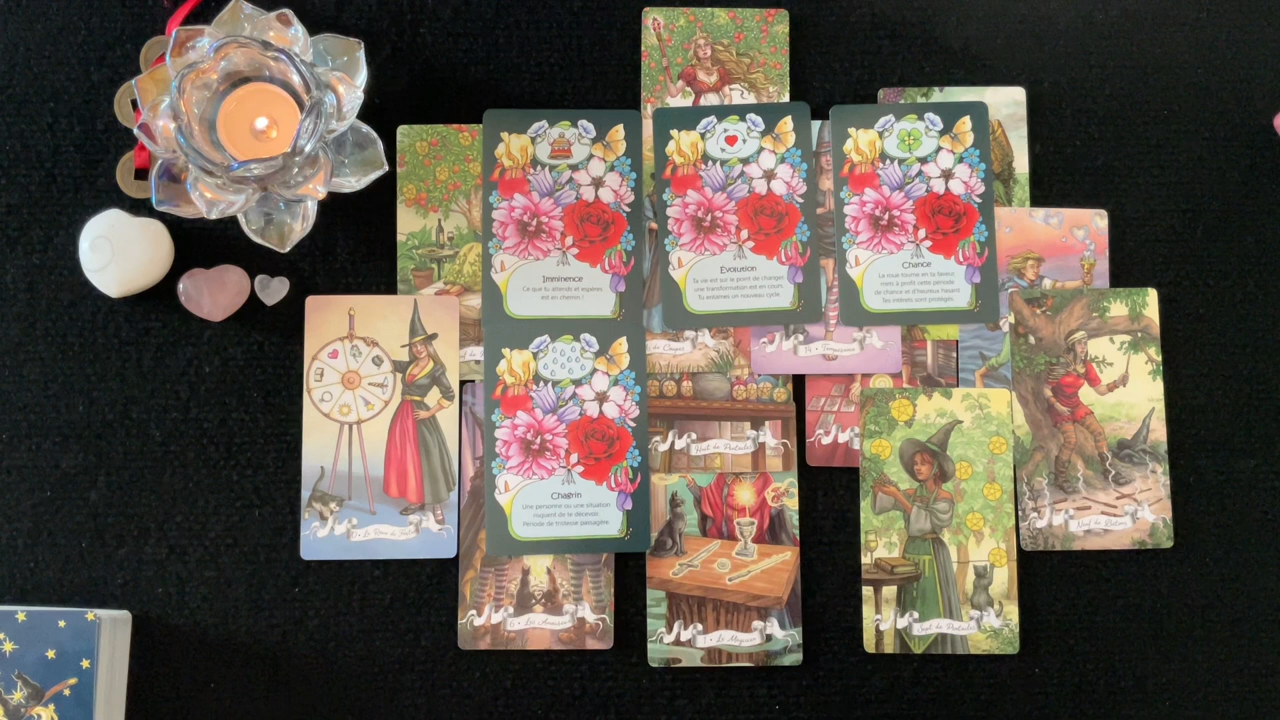 Imminence
Ce que tu attends et espères
est en chemin !
Évolution
Ta vie est sur le point de changer,
une transformation est en cours.
Tu entames un nouveau cycle.
Chance
La roue tourne en ta faveur
mets à profit cette période
de chance et d'heureux hasard
Tes intérêts sont protégés.
de Coupes
14 • Tempérance
Huit de Pentacles
Chagrin
Une personne ou une situation
risquent de te décevoir.
Période de tristesse passagère.
La Roue de
Neuf de Bâtons
6 • Les Amoureux
1 • Le Magicien
Sept de Pentacles